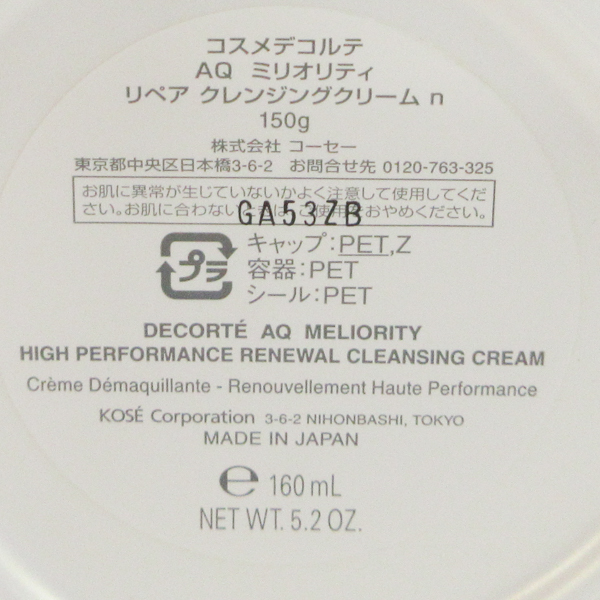 コスメデコルテ
AQ ミリオリティ
リペア クレンジングクリーム n
150g
株式会社 コーセー
東京都中央区日本橋3-6-2 お問合せ先 0120-763-325
お肌に異常が生じていないかよく注意して使用してくだ
さい。お肌に合わない ご使用をおやめください。
GA53ZB
プラ
キャップ:PET,Z
容器:PET
シール:PET
DECORTÉ AQ MELIORITY
HIGH PERFORMANCE RENEWAL CLEANSING CREAM
Crème Démaquillante - Renouvellement Haute Performance
KOSÉ Corporation 3-6-2 NIHONBASHI, TOKYO
MADE IN JAPAN
℮ 160 mL
NET WT. 5.2 OZ.